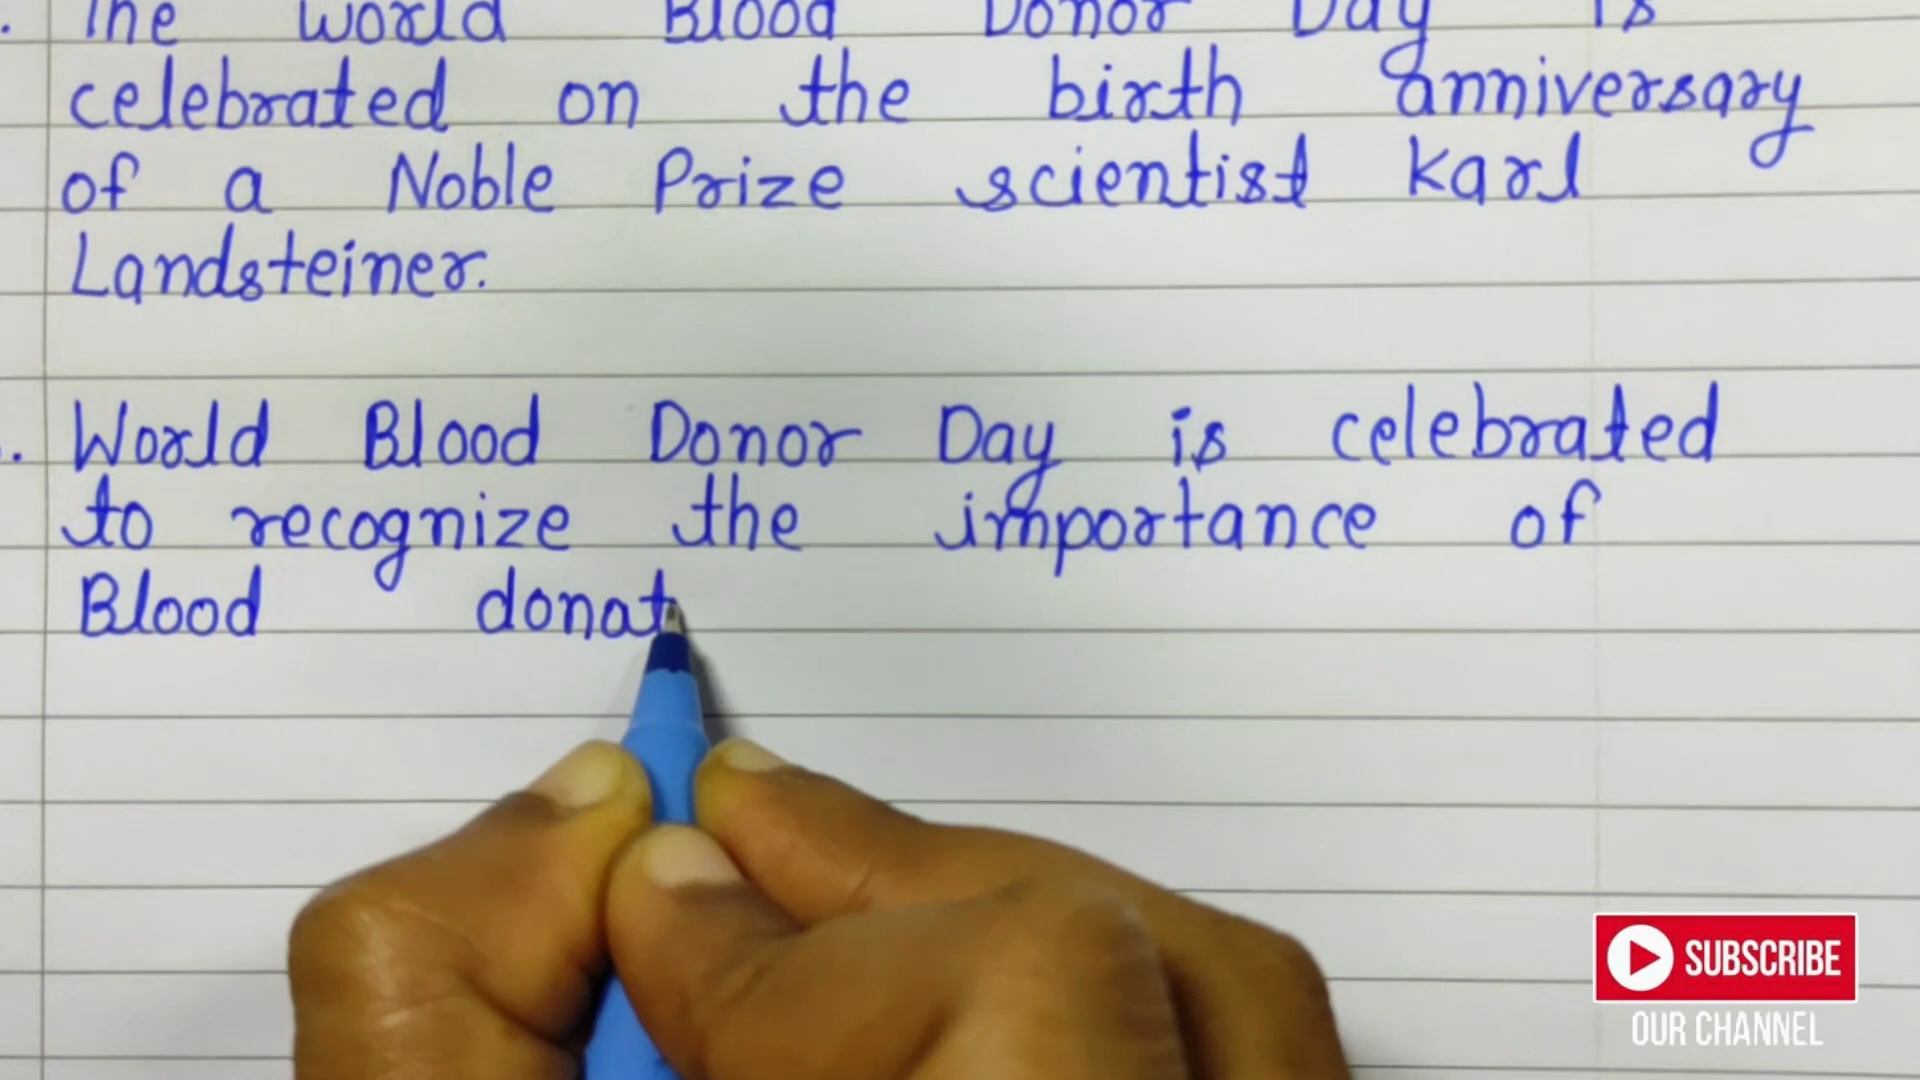 . The World Blood Donor Day is
celebrated on the birth anniversary
of a Noble Prize scientist Karl
Landsteiner.
. World Blood Donor Day is celebrated
to recognize the importance of
Blood donat
SUBSCRIBE
OUR CHANNEL